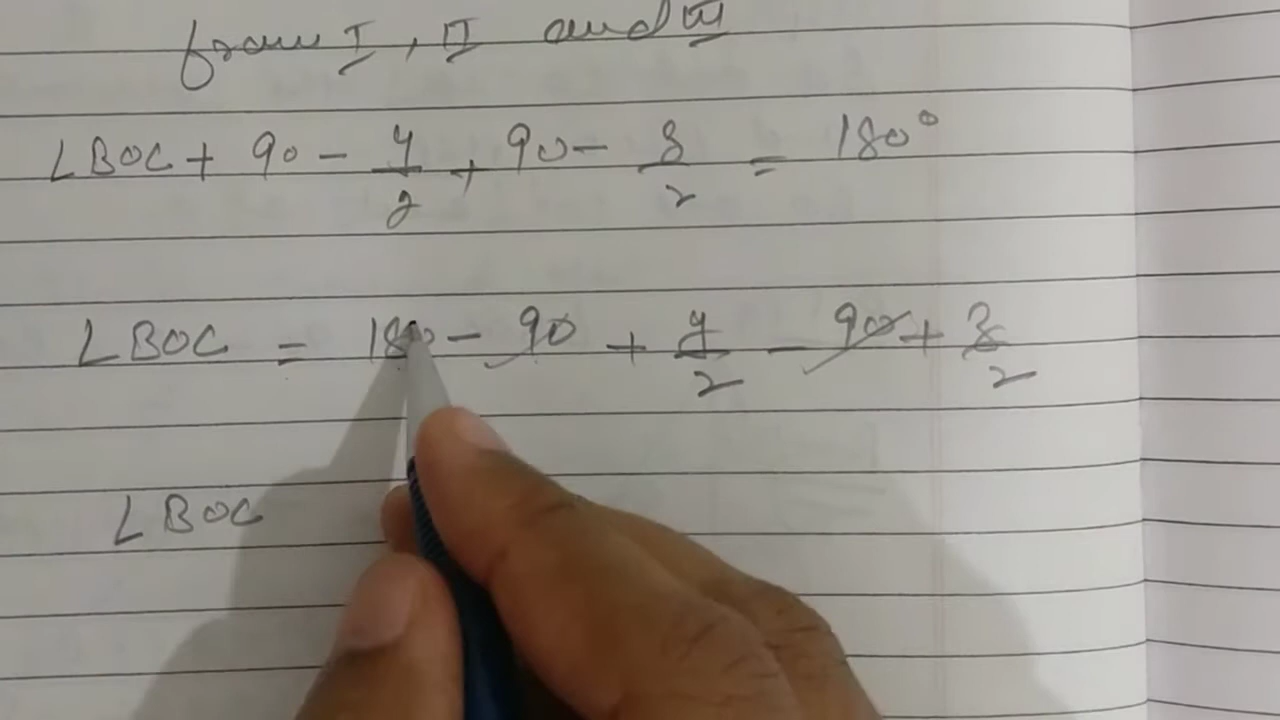 from I, II and III
∠BOC + 90 - y/2 + 90 - z/2 = 180°
∠BOC = 180 - 90 + y/2 - 90 + z/2
∠BOC